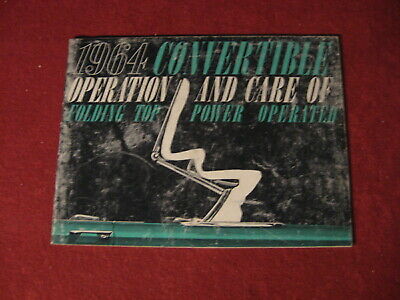 1964 CONVERTIBLE
OPERATION AND CARE OF
FOLDING TOP POWER OPERATED